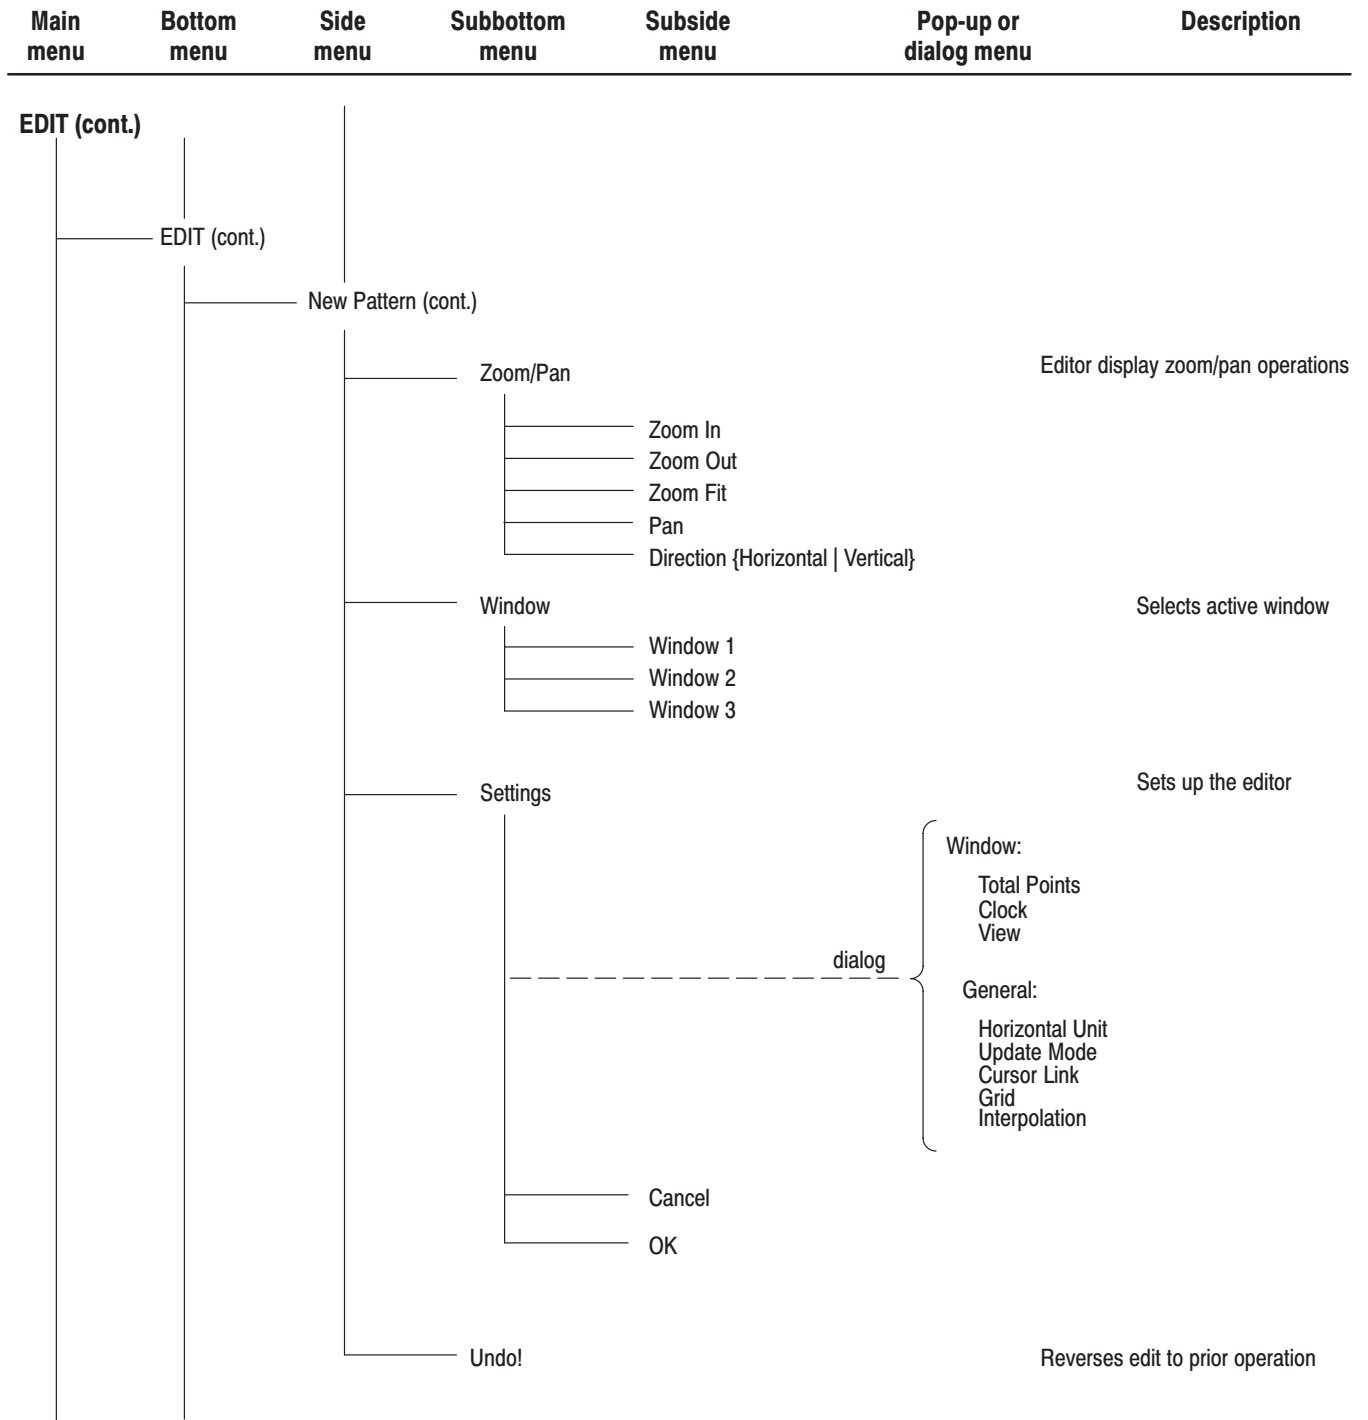 Main menu Bottom menu Side menu Subbottom menu Subside menu Pop-up or dialog menu Description
EDIT (cont.)
EDIT (cont.)
New Pattern (cont.)
Zoom/Pan Editor display zoom/pan operations
Zoom In
Zoom Out
Zoom Fit
Pan
Direction {Horizontal | Vertical}
Window Selects active window
Window 1
Window 2
Window 3
Settings Sets up the editor
Window:
Total Points
Clock
View
dialog
General:
Horizontal Unit
Update Mode
Cursor Link
Grid
Interpolation
Cancel
OK
Undo! Reverses edit to prior operation